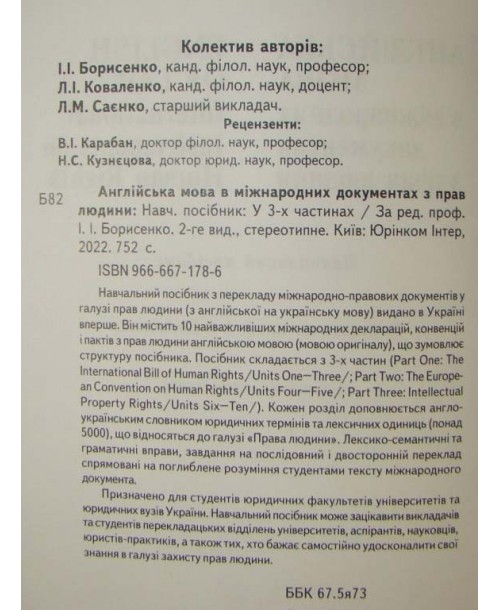 Колектив авторів:
І.І. Борисенко, канд. філол. наук, професор;
Л.І. Коваленко, канд. філол. наук, доцент;
Л.М. Саєнко, старший викладач.
Рецензенти:
В.І. Карабан, доктор філол. наук, професор;
Н.С. Кузнєцова, доктор юрид. наук, професор.
Б82 Англійська мова в міжнародних документах з прав
людини: Навч. посібник: У 3-х частинах / За ред. проф.
І. І. Борисенко. 2-ге вид., стереотипне. Київ: Юрінком Інтер,
2022. 752 с.
ISBN 966-667-178-6
Навчальний посібник з перекладу міжнародно-правових документів у
галузі прав людини (з англійської на українську мову) видано в Україні
вперше. Він містить 10 найважливіших міжнародних декларацій, конвенцій
і пактів з прав людини англійською мовою (мовою оригіналу), що зумовлює
структуру посібника. Посібник складається з 3-х частин (Part One: The
International Bill of Human Rights/Units One—Three/; Part Two: The Europe-
an Convention on Human Rights/Units Four—Five/; Part Three: Intellectual
Property Rights/Units Six—Ten/). Кожен розділ доповнюється англо-
українським словником юридичних термінів та лексичних одиниць (понад
5000), що відносяться до галузі «Права людини». Лексико-семантичні та
граматичні вправи, завдання на послідовний і двосторонній переклад
спрямовані на поглиблене розуміння студентами тексту міжнародного
документа.
Призначено для студентів юридичних факультетів університетів та
юридичних вузів України. Навчальний посібник може зацікавити викладачів
та студентів перекладацьких відділень університетів, аспірантів, науковців,
юристів-практиків, а також тих, хто бажає самостійно удосконалити свої
знання в галузі захисту прав людини.
ББК 67.5я73